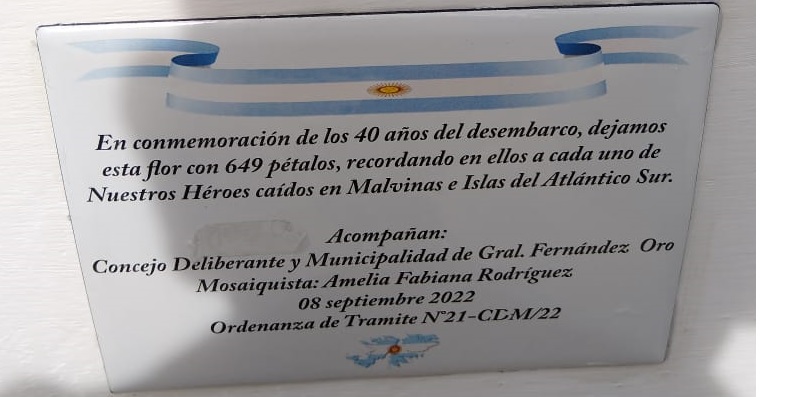 En conmemoración de los 40 años del desembarco, dejamos
esta flor con 649 pétalos, recordando en ellos a cada uno de
Nuestros Héroes caídos en Malvinas e Islas del Atlántico Sur.
Acompañan:
Concejo Deliberante y Municipalidad de Gral. Fernández Oro
Mosaiquista: Amelia Fabiana Rodríguez
08 septiembre 2022
Ordenanza de Tramite N°21-CDM/22